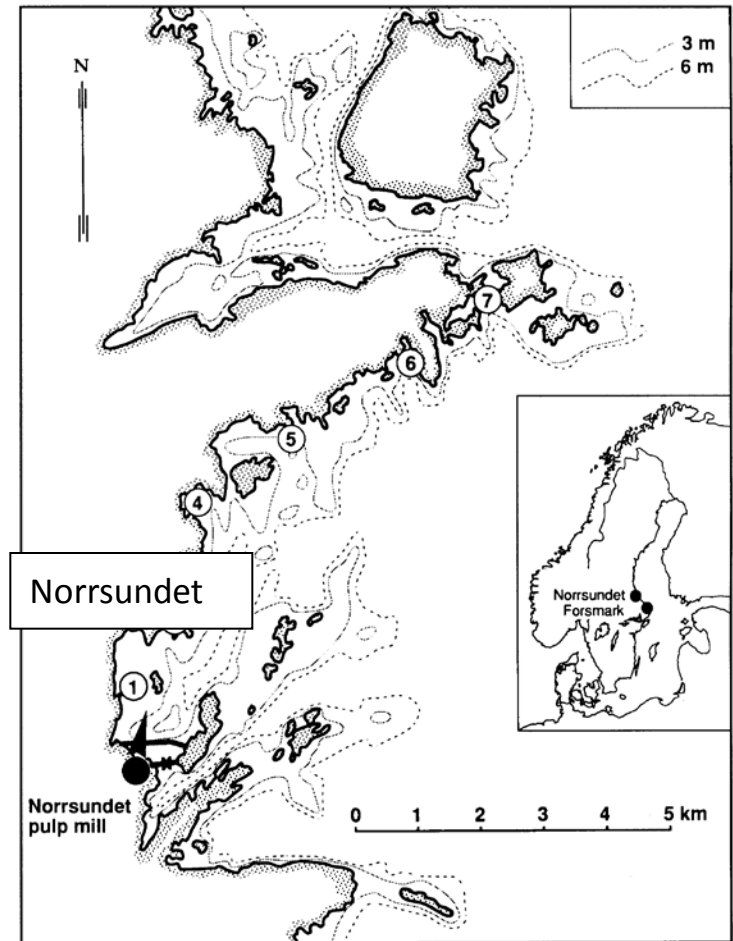 N
3 m
6 m
7
6
5
4
Norrsundet
Norrsundet
Forsmark
1
Norrsundet
pulp mill
0 1 2 3 4 5 km